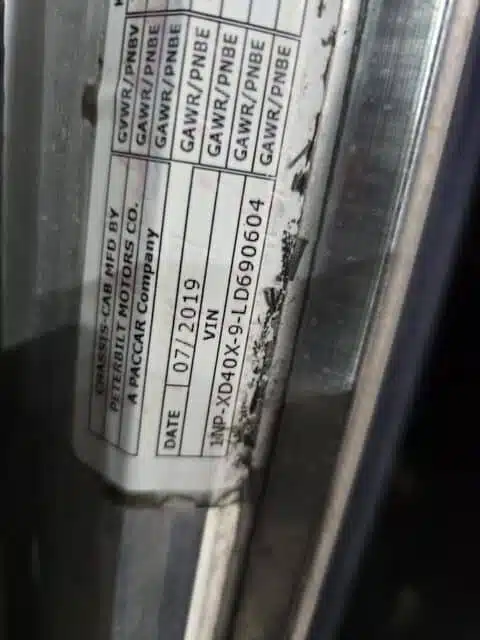 CHASSIS-CAB MFD BY
PETERBILT MOTORS CO.
A PACCAR Company
DATE 07/2019
VIN
1NP-XD40X-9-LD690604
GVWR/PNBV
GAWR/PNBE
GAWR/PNBE
GAWR/PNBE
GAWR/PNBE
GAWR/PNBE
GAWR/PNBE